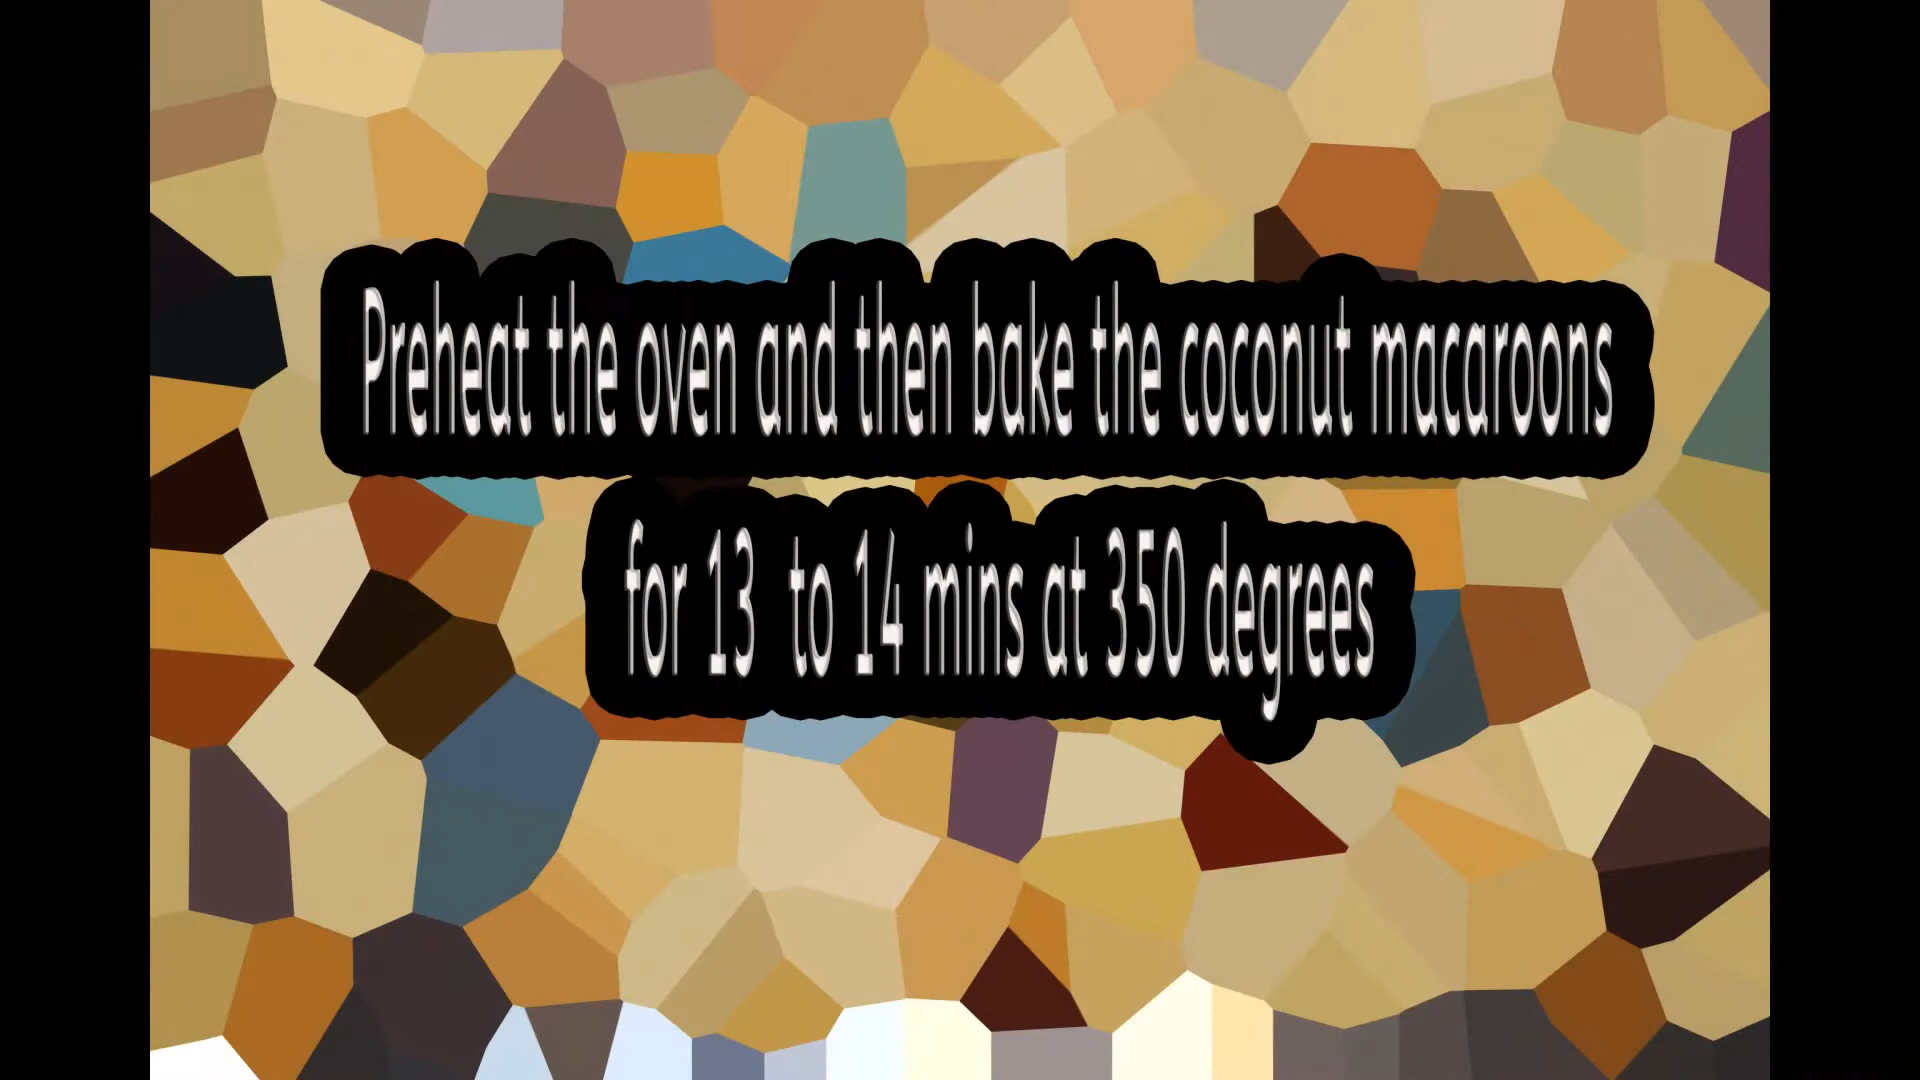 Preheat the oven and then bake the coconut macaroons
for 13  to 14 mins at 350 degrees